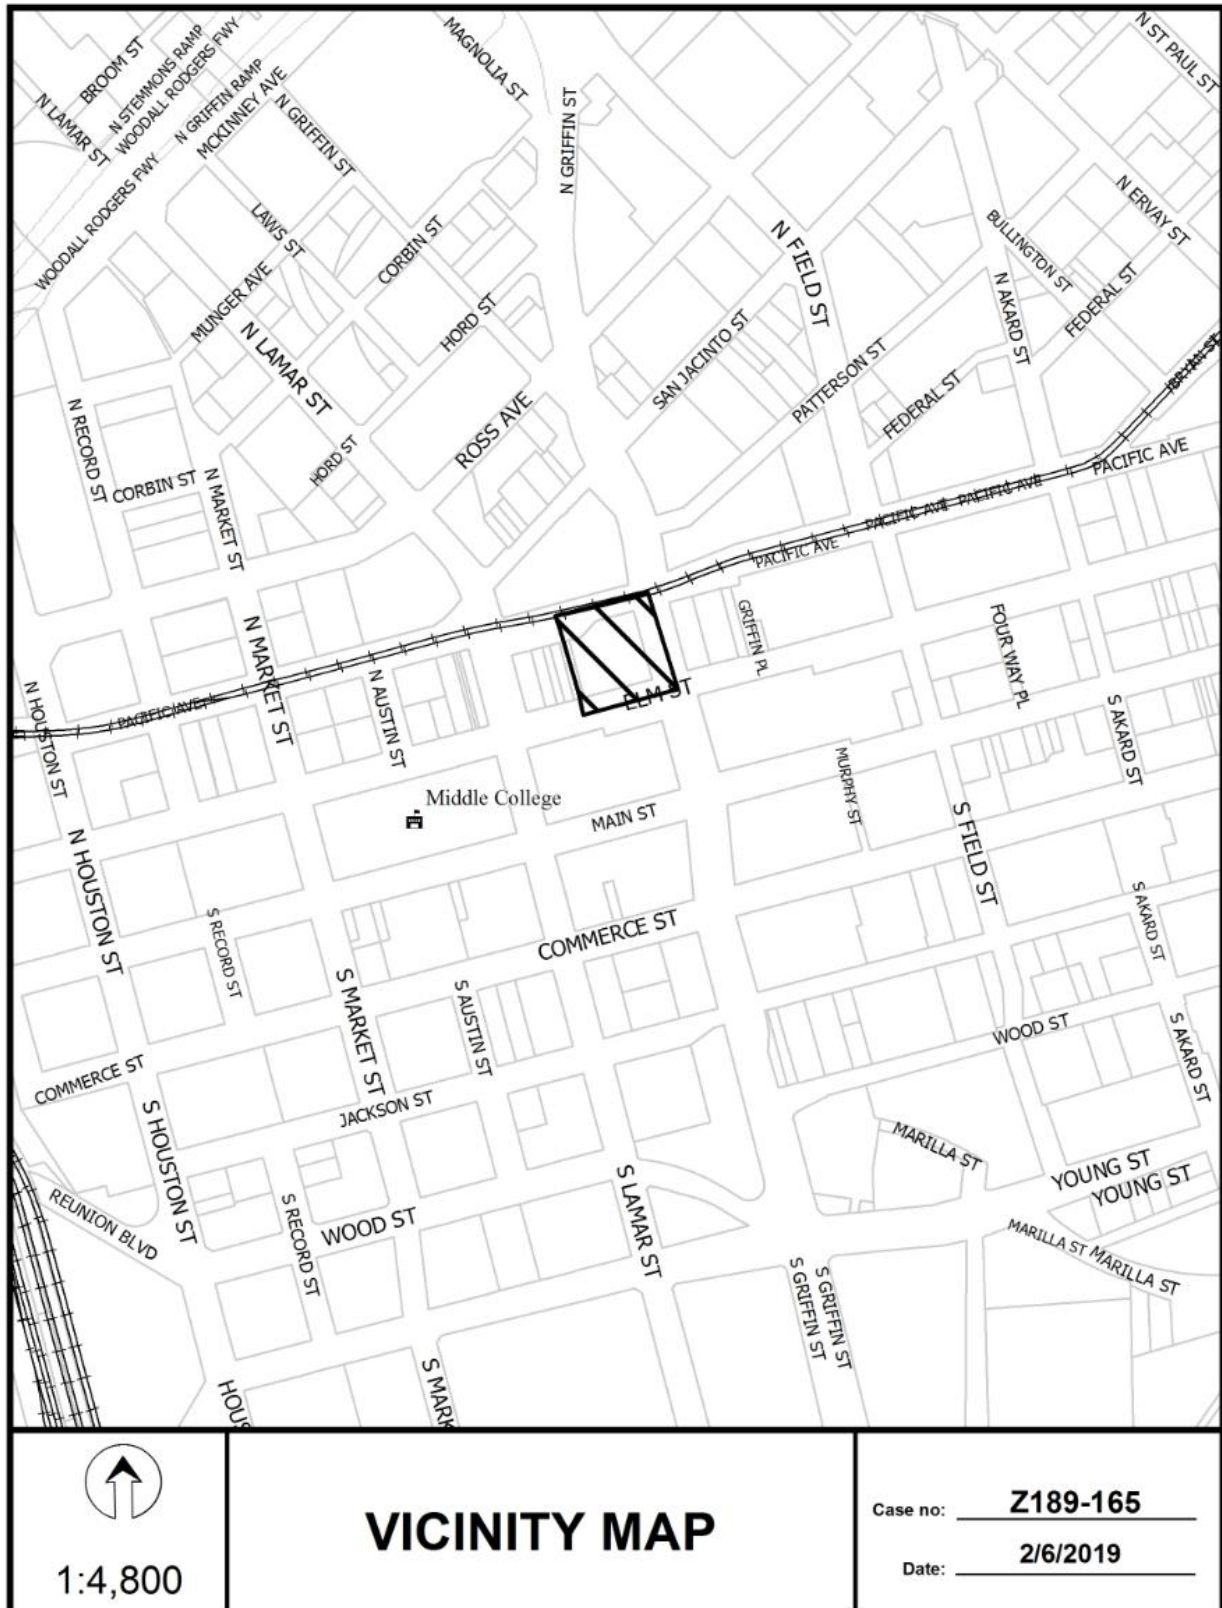 MAGNOLIA ST
N ST PAUL ST
BROOM ST
N STEMMONS RAMP
WOODALL RODGERS FWY
N LAMAR ST
N GRIFFIN RAMP
MCKINNEY AVE
N GRIFFIN ST
N GRIFFIN ST
WOODALL RODGERS FWY
LAWS ST
CORBIN ST
N ERVAY ST
BULLINGTON ST
N FIELD ST
MUNGER AVE
HORD ST
N AKARD ST
FEDERAL ST
N LAMAR ST
SAN JACINTO ST
PATTERSON ST
BRYAN ST
FEDERAL ST
ROSS AVE
N RECORD ST
HORD ST
CORBIN ST
N MARKET ST
PACIFIC AVE
PACIFIC AVE
PACIFIC AVE
PACIFIC AVE
GRIFFIN PL
FOUR WAY PL
N MARKET ST
ELM ST
N HOUSTON ST
PACIFIC AVE
N AUSTIN ST
S AKARD ST
MURPHY ST
Middle College
MAIN ST
S FIELD ST
N HOUSTON ST
S RECORD ST
COMMERCE ST
S AKARD ST
S MARKET ST
S AUSTIN ST
WOOD ST
S AKARD ST
COMMERCE ST
JACKSON ST
S HOUSTON ST
MARILLA ST
YOUNG ST
YOUNG ST
REUNION BLVD
S RECORD ST
WOOD ST
S LAMAR ST
MARILLA ST
MARILLA ST
S GRIFFIN ST
S GRIFFIN ST
HOUS
S MARK
1:4,800
VICINITY MAP
Case no: Z189-165
Date: 2/6/2019